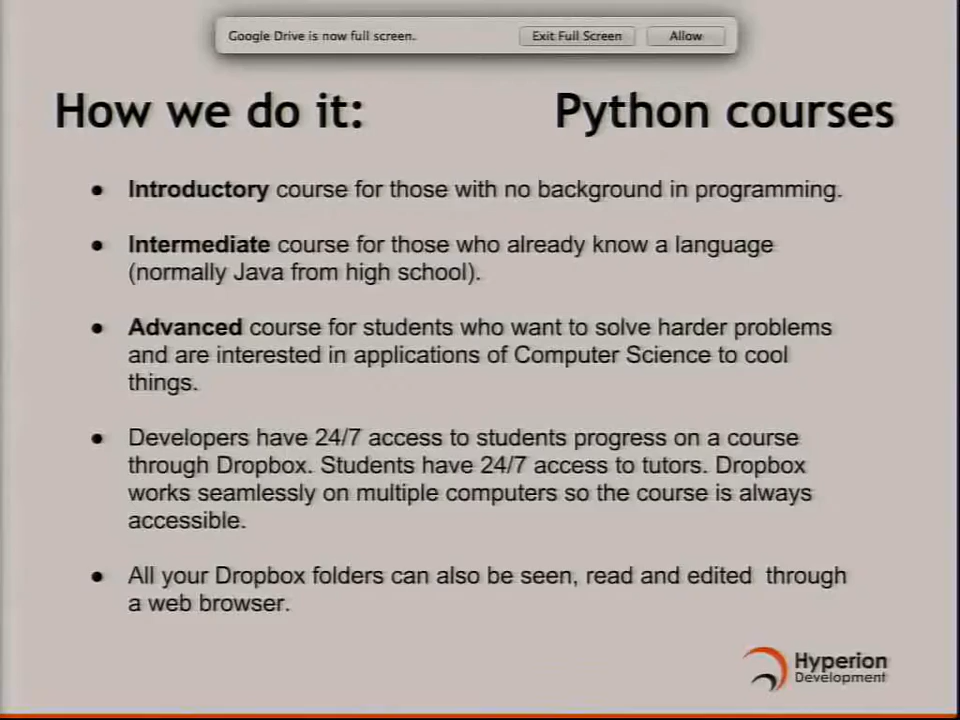 Google Drive is now full screen. Exit Full Screen Allow
How we do it: Python courses
● Introductory course for those with no background in programming.
● Intermediate course for those who already know a language
(normally Java from high school).
● Advanced course for students who want to solve harder problems
and are interested in applications of Computer Science to cool
things.
● Developers have 24/7 access to students progress on a course
through Dropbox. Students have 24/7 access to tutors. Dropbox
works seamlessly on multiple computers so the course is always
accessible.
● All your Dropbox folders can also be seen, read and edited through
a web browser.
Hyperion
Development